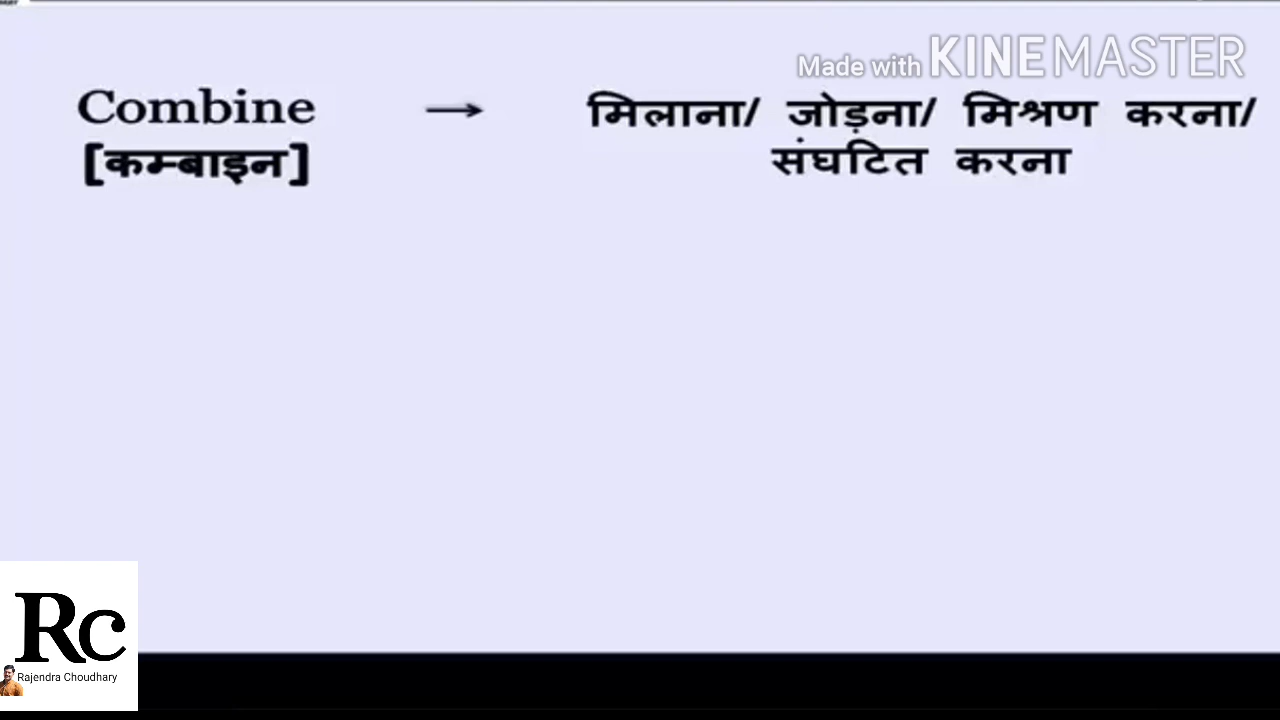 Made with KINEMASTER
Combine → मिलाना/ जोड़ना/ मिश्रण करना/
[कम्बाइन] संघटित करना
Rc
Rajendra Choudhary